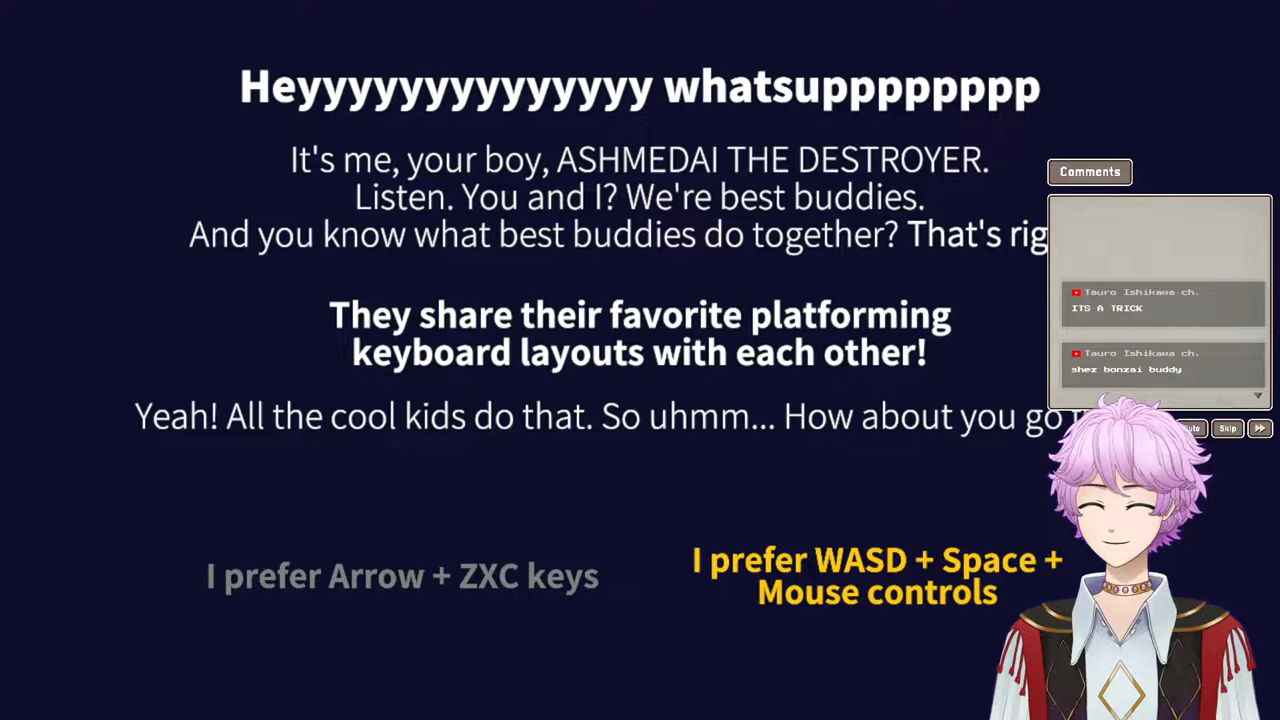 Heyyyyyyyyyyyyyyy whatsupppppppp
It's me, your boy, ASHMEDAI THE DESTROYER.
Listen. You and I? We're best buddies.
And you know what best buddies do together? That's rig
They share their favorite platforming
keyboard layouts with each other!
Yeah! All the cool kids do that. So uhmm... How about you go
I prefer Arrow + ZXC keys
I prefer WASD + Space +
Mouse controls
Comments
Tauro Ishikawa ch.
ITS A TRICK
Tauro Ishikawa ch.
shez bonzai buddy
Skip